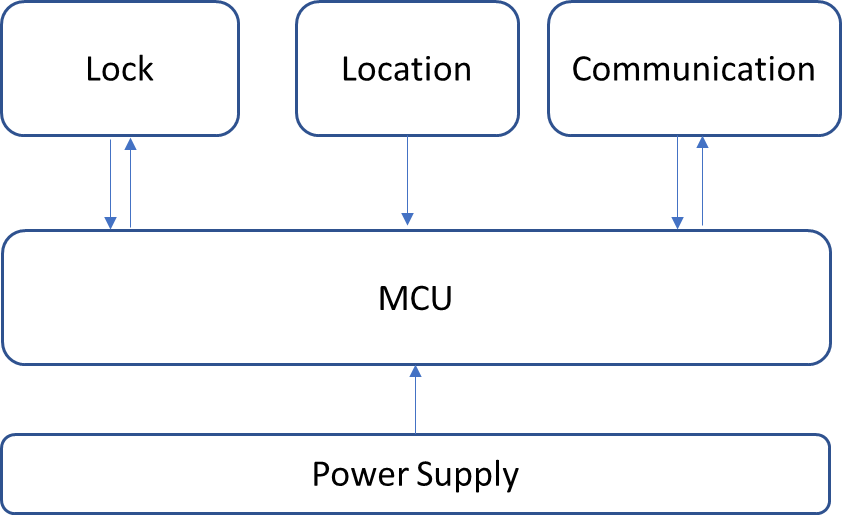 Lock
Location
Communication
MCU
Power Supply